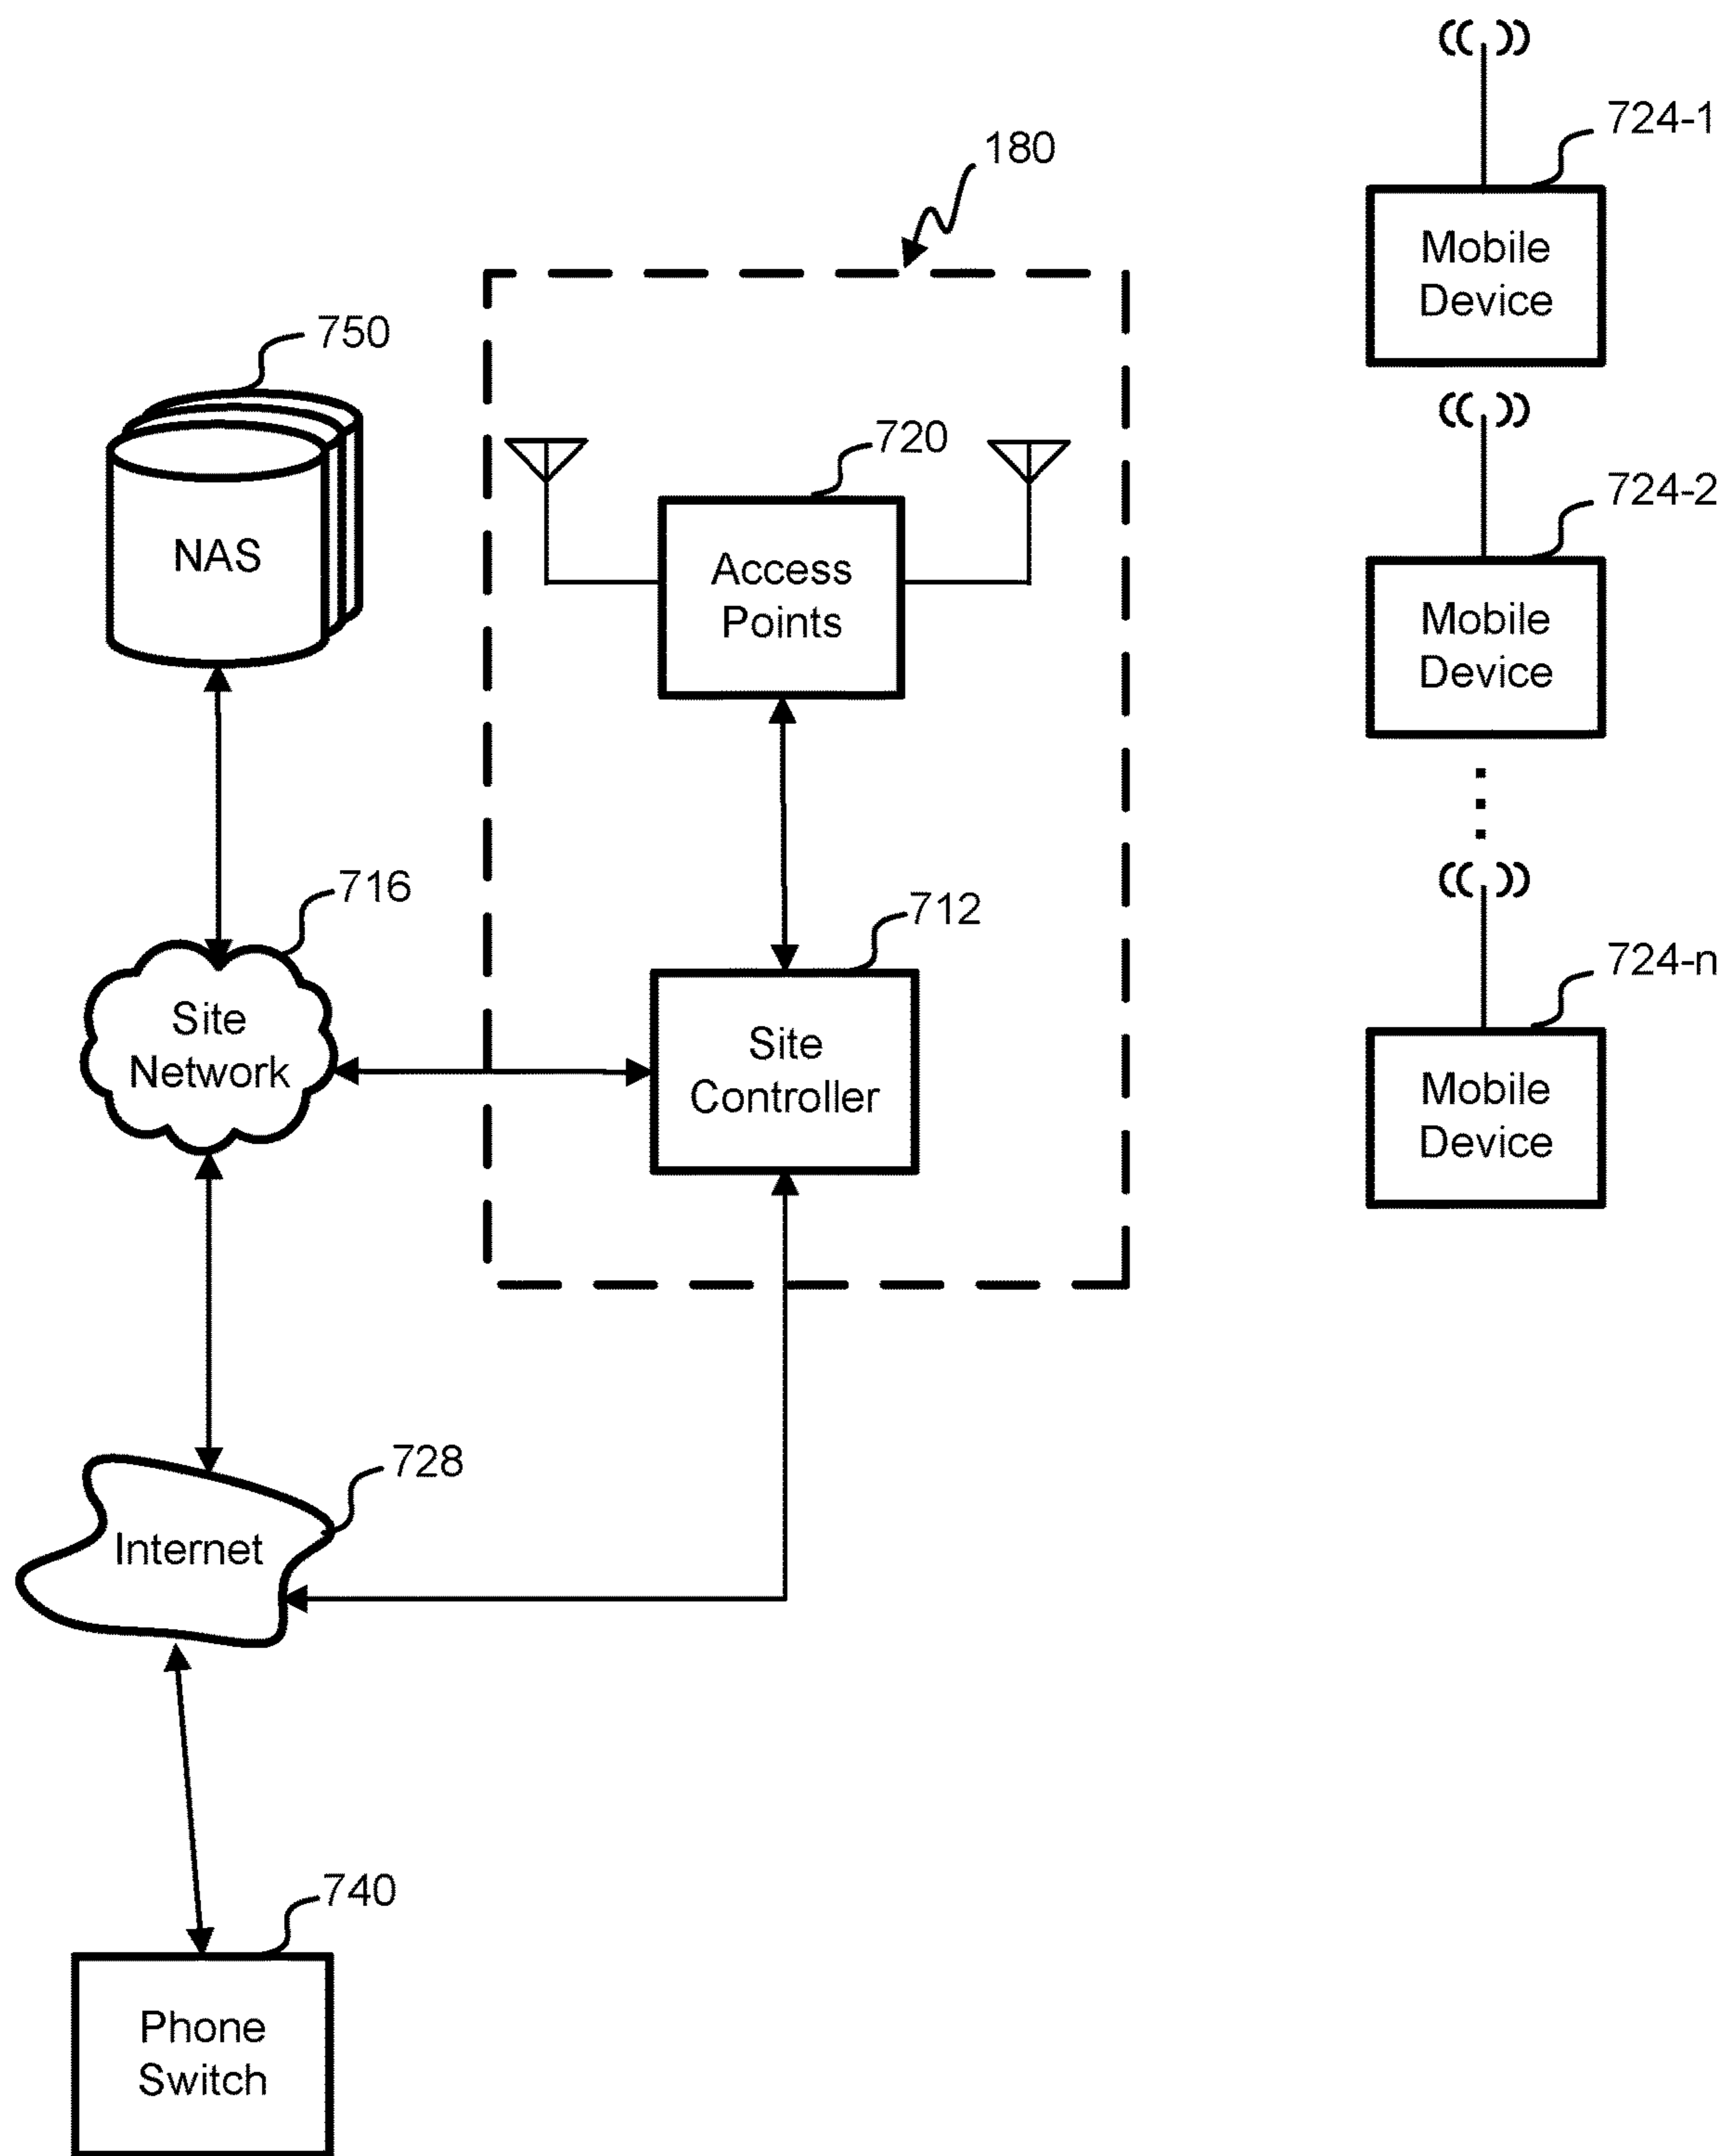 724-1
Mobile
Device
180
750
NAS
720
Access
Points
724-2
Mobile
Device
716
Site
Network
712
Site
Controller
724-n
Mobile
Device
728
Internet
740
Phone
Switch